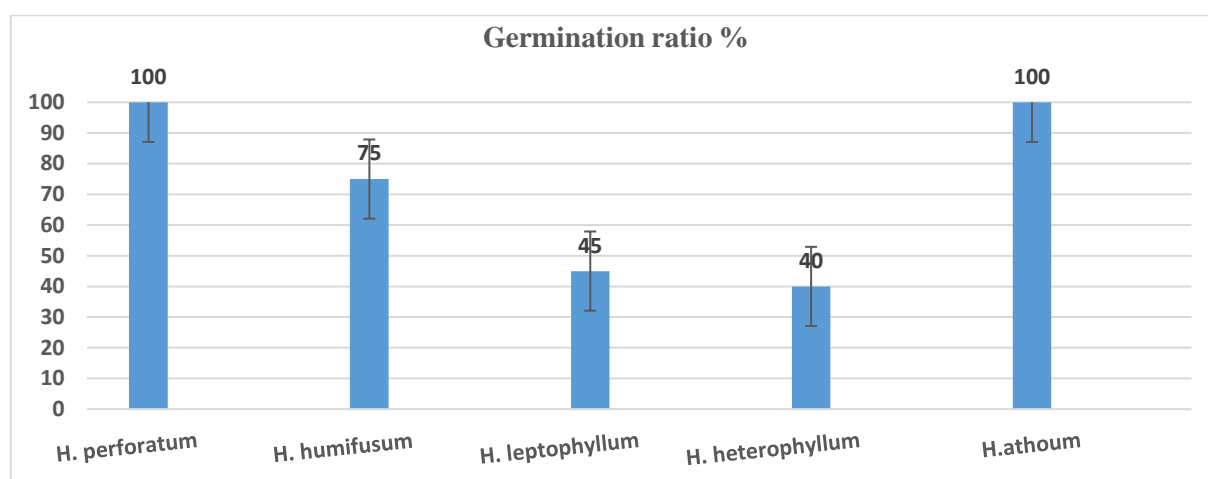 Germination ratio %
100
75
45
40
100
100
90
80
70
60
50
40
30
20
10
0
H. perforatum
H. humifusum
H. leptophyllum
H. heterophyllum
H.athoum